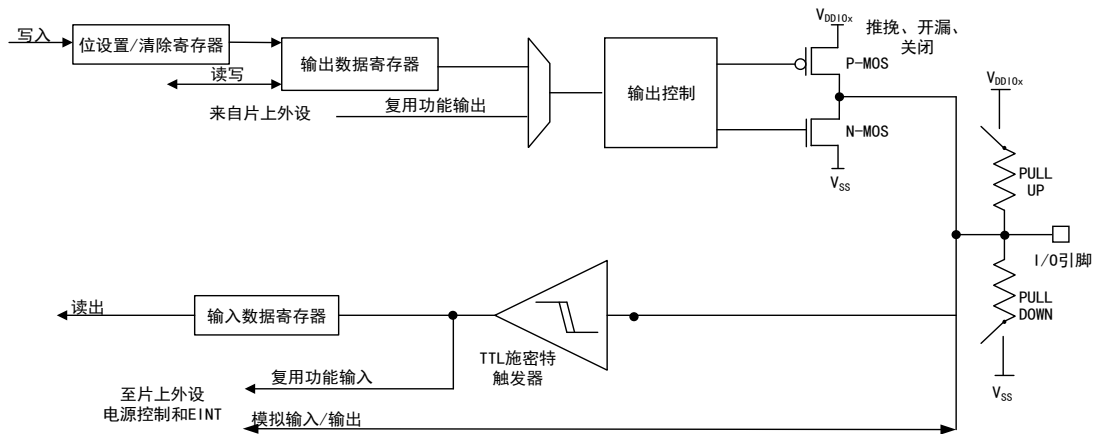 写入
位设置/清除寄存器
读写
输出数据寄存器
来自片上外设
复用功能输出
输出控制
VDDIOx
推挽、开漏、
关闭
P-MOS
N-MOS
VSS
VDDIOx
PULL
UP
I/O引脚
PULL
DOWN
VSS
读出
输入数据寄存器
TTL施密特
触发器
复用功能输入
至片上外设
电源控制和EINT
模拟输入/输出